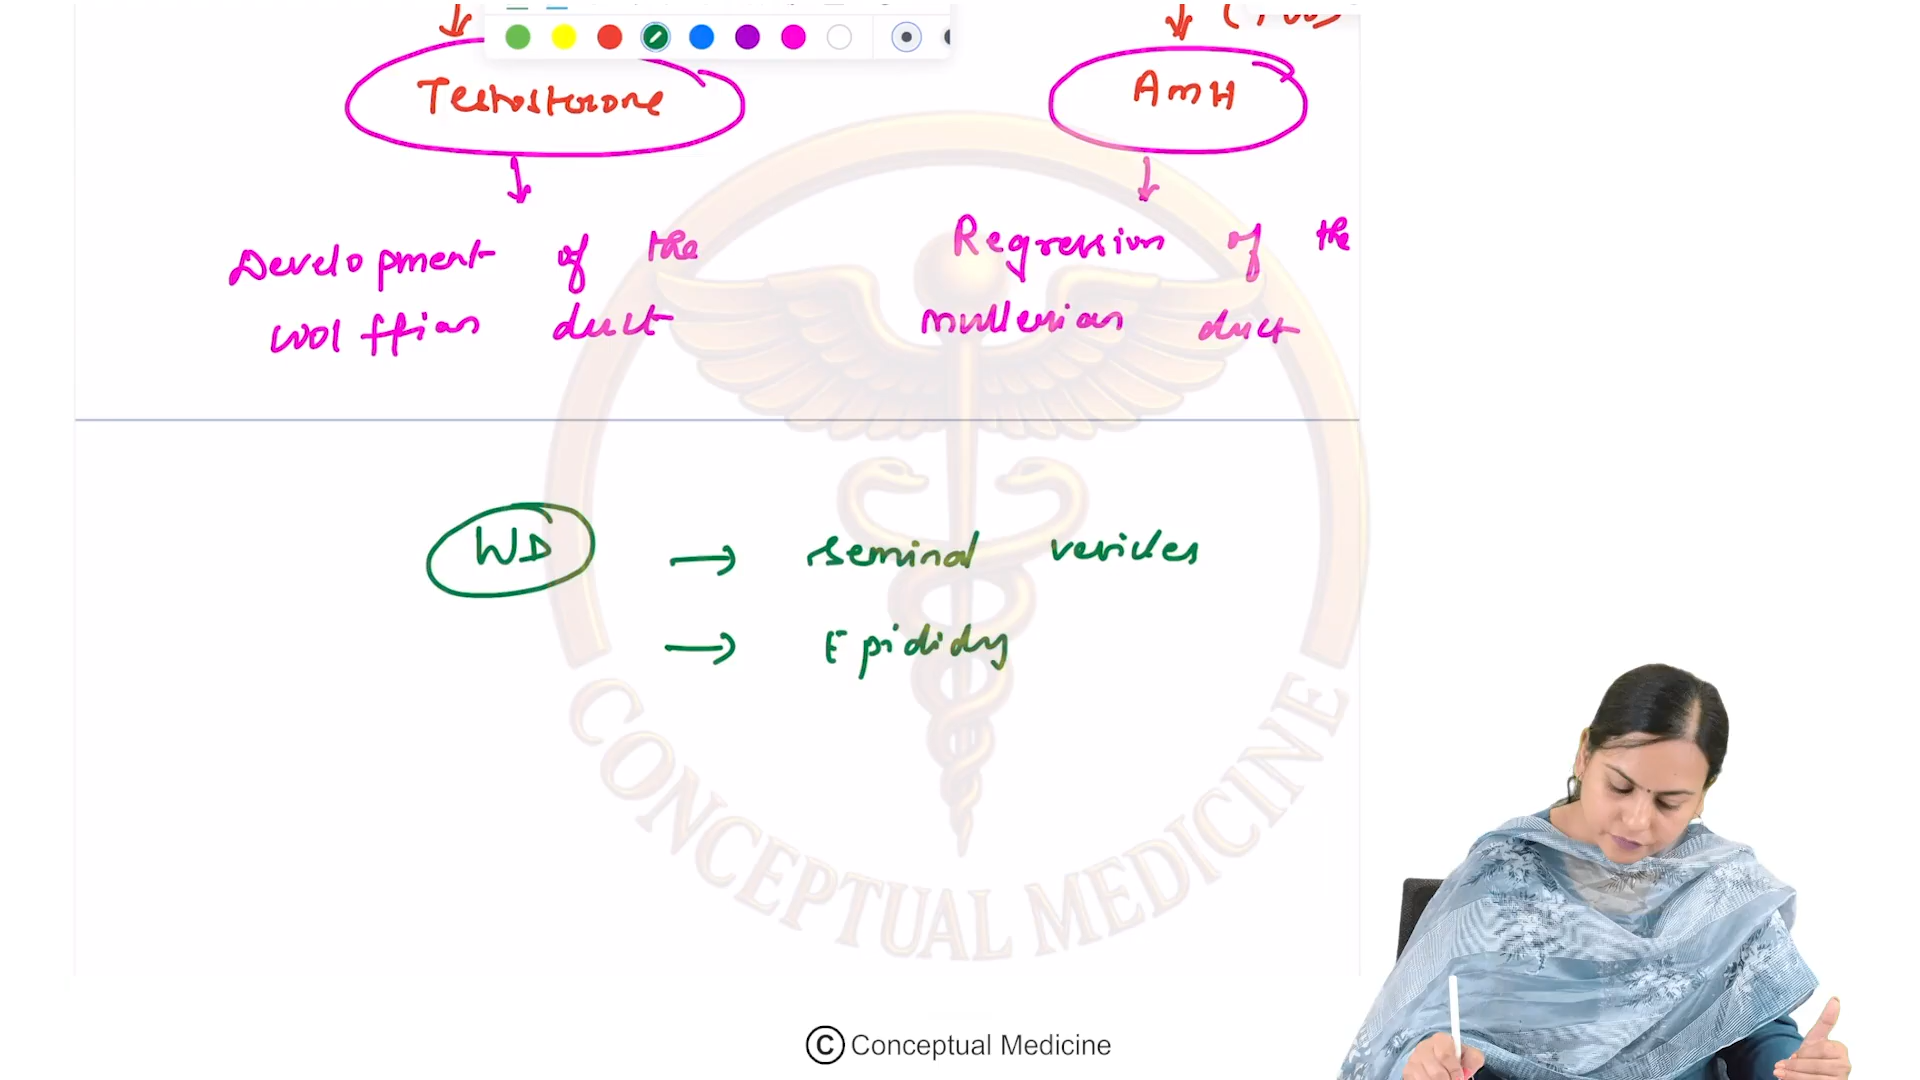 Testosterone
AMH
Development of the
wolffian duct
Regression of the
mullerian duct
WD → seminal vesicles
→ Epididy
CONCEPTUAL MEDICINE
© Conceptual Medicine